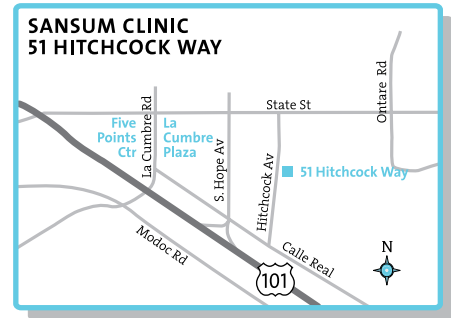 SANSUM CLINIC
51 HITCHCOCK WAY
State St
Ontare Rd
La Cumbre Rd
Five
Points
Ctr
La
Cumbre
Plaza
S. Hope Av
Hitchcock Av
51 Hitchcock Way
Modoc Rd
Calle Real
N
101